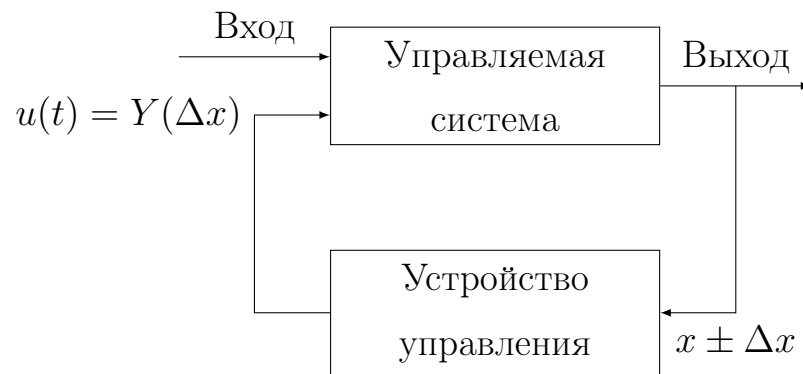 Вход
Управляемая
система
Выход
u(t) = Y(Δx)
Устройство
управления
x ± Δx